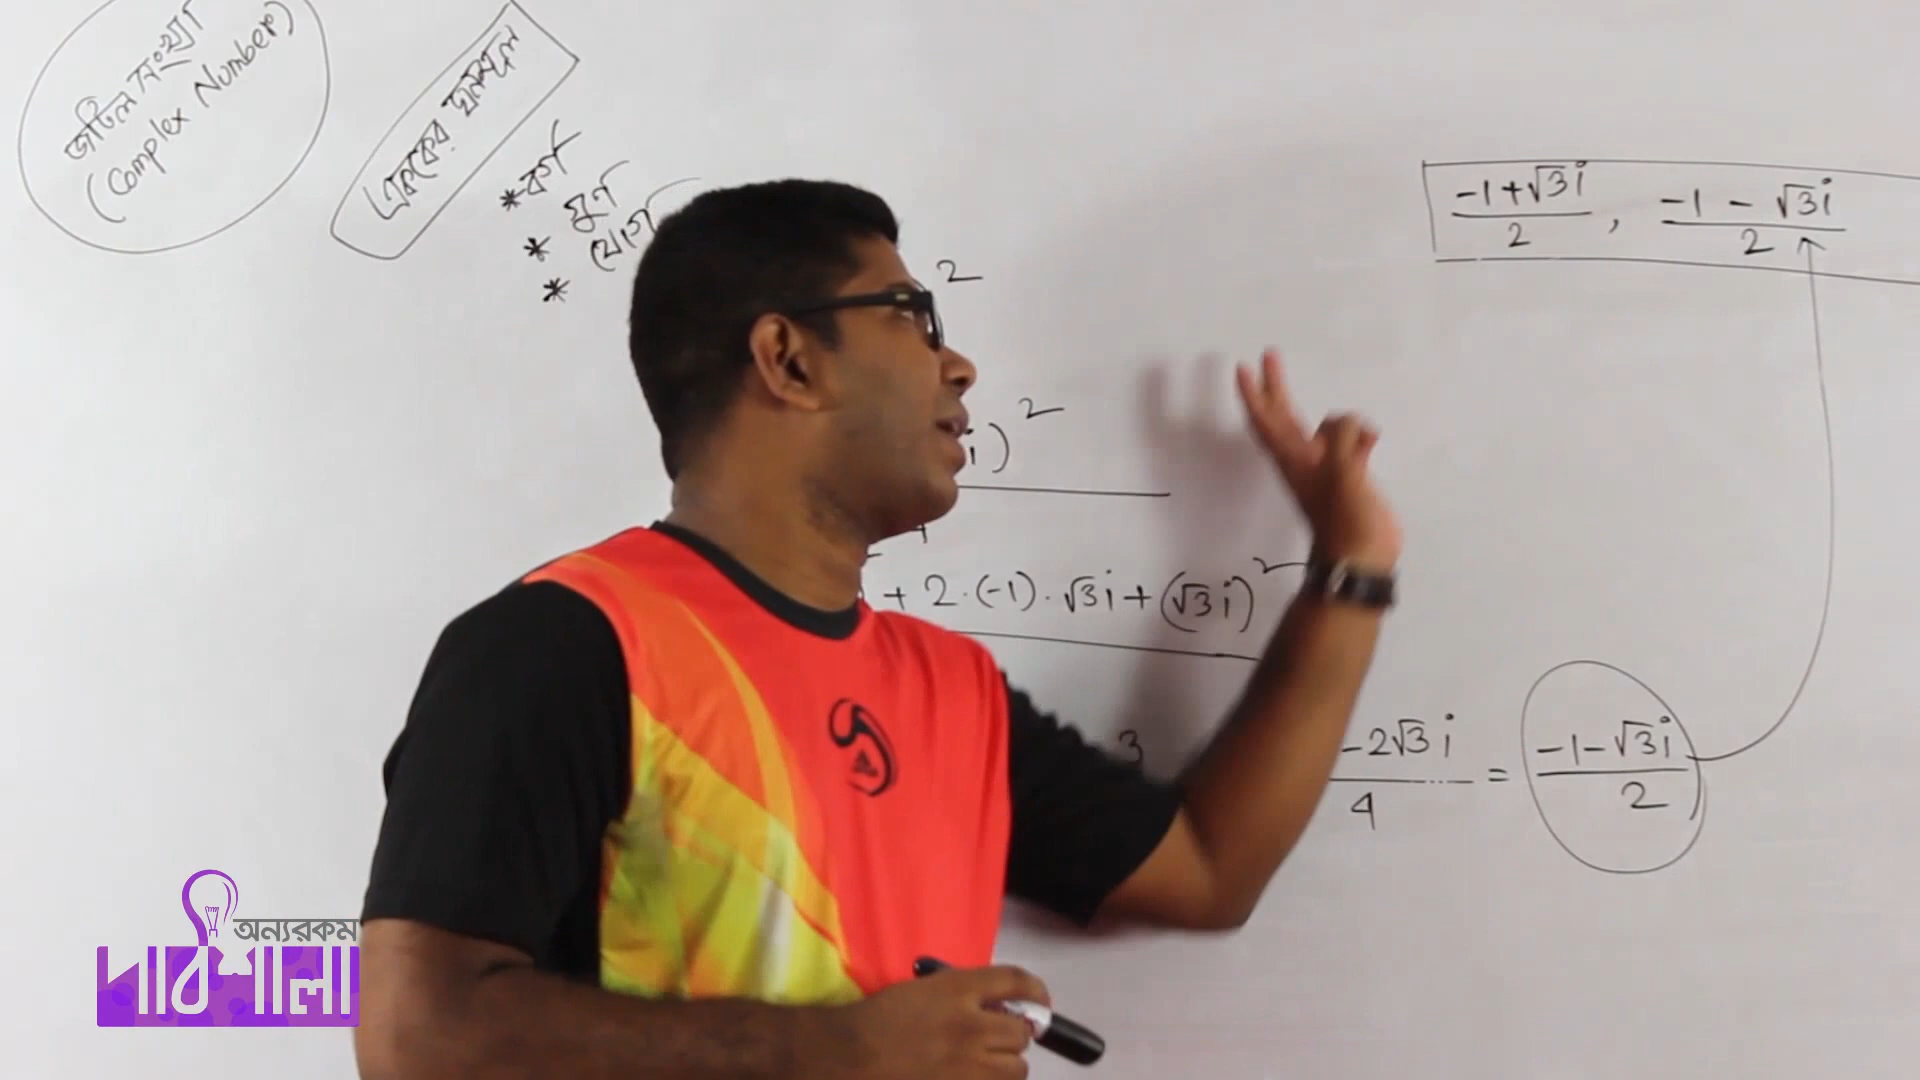 জটিল সংখ্যা
(Complex Number)
এককের ঘনমূল
*বর্গ
* গুণ
* যোগ
-1+√3i / 2 , -1 - √3i / 2
2
i)²
+ 2·(-1)·√3i+(√3i)²
3
-2√3i / 4 = -1-√3i / 2
অন্যরকম
পাঠশালা